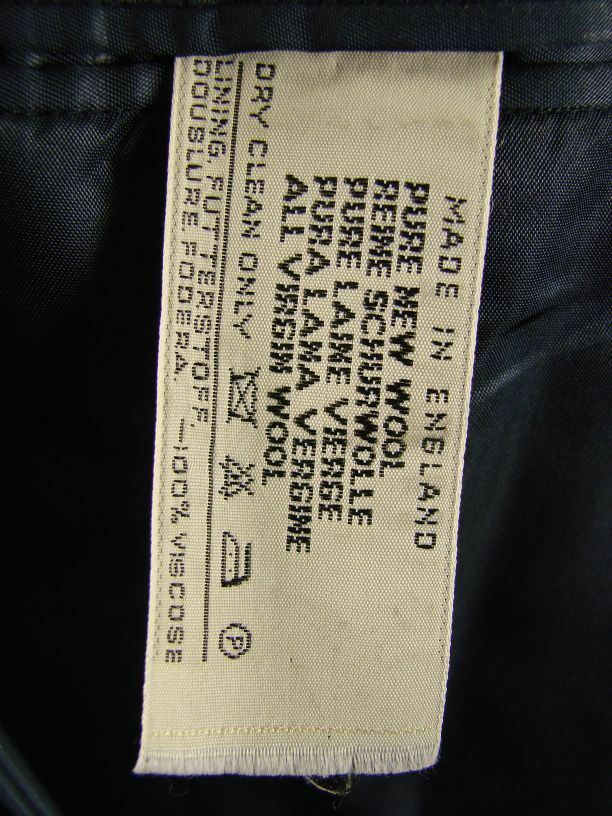 MADE IN ENGLAND
PURE NEW WOOL
REINE SCHURWOLLE
PURE LAINE VIERGE
PURA LANA VERGINE
ALL VIRGIN WOOL
DRY CLEAN ONLY Ⓟ
LINING, FUTTERSTOFF,
DOUBLURE FODERA. –100% VISCOSE